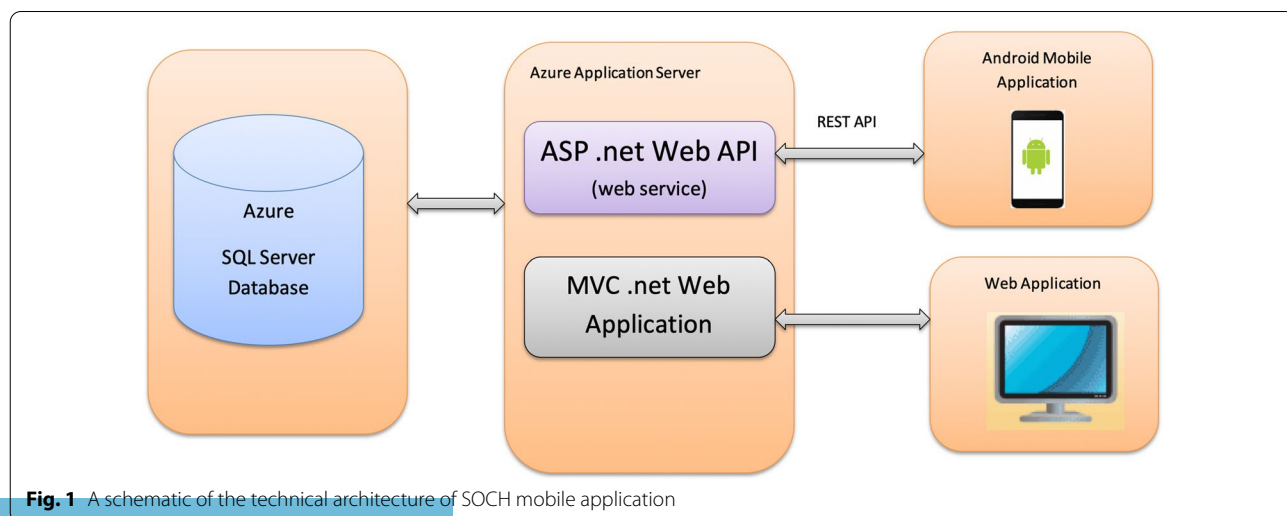 Azure
SQL Server
Database
Azure Application Server
ASP .net Web API
(web service)
MVC .net Web
Application
REST API
Android Mobile
Application
Web Application
Fig. 1 A schematic of the technical architecture of SOCH mobile application